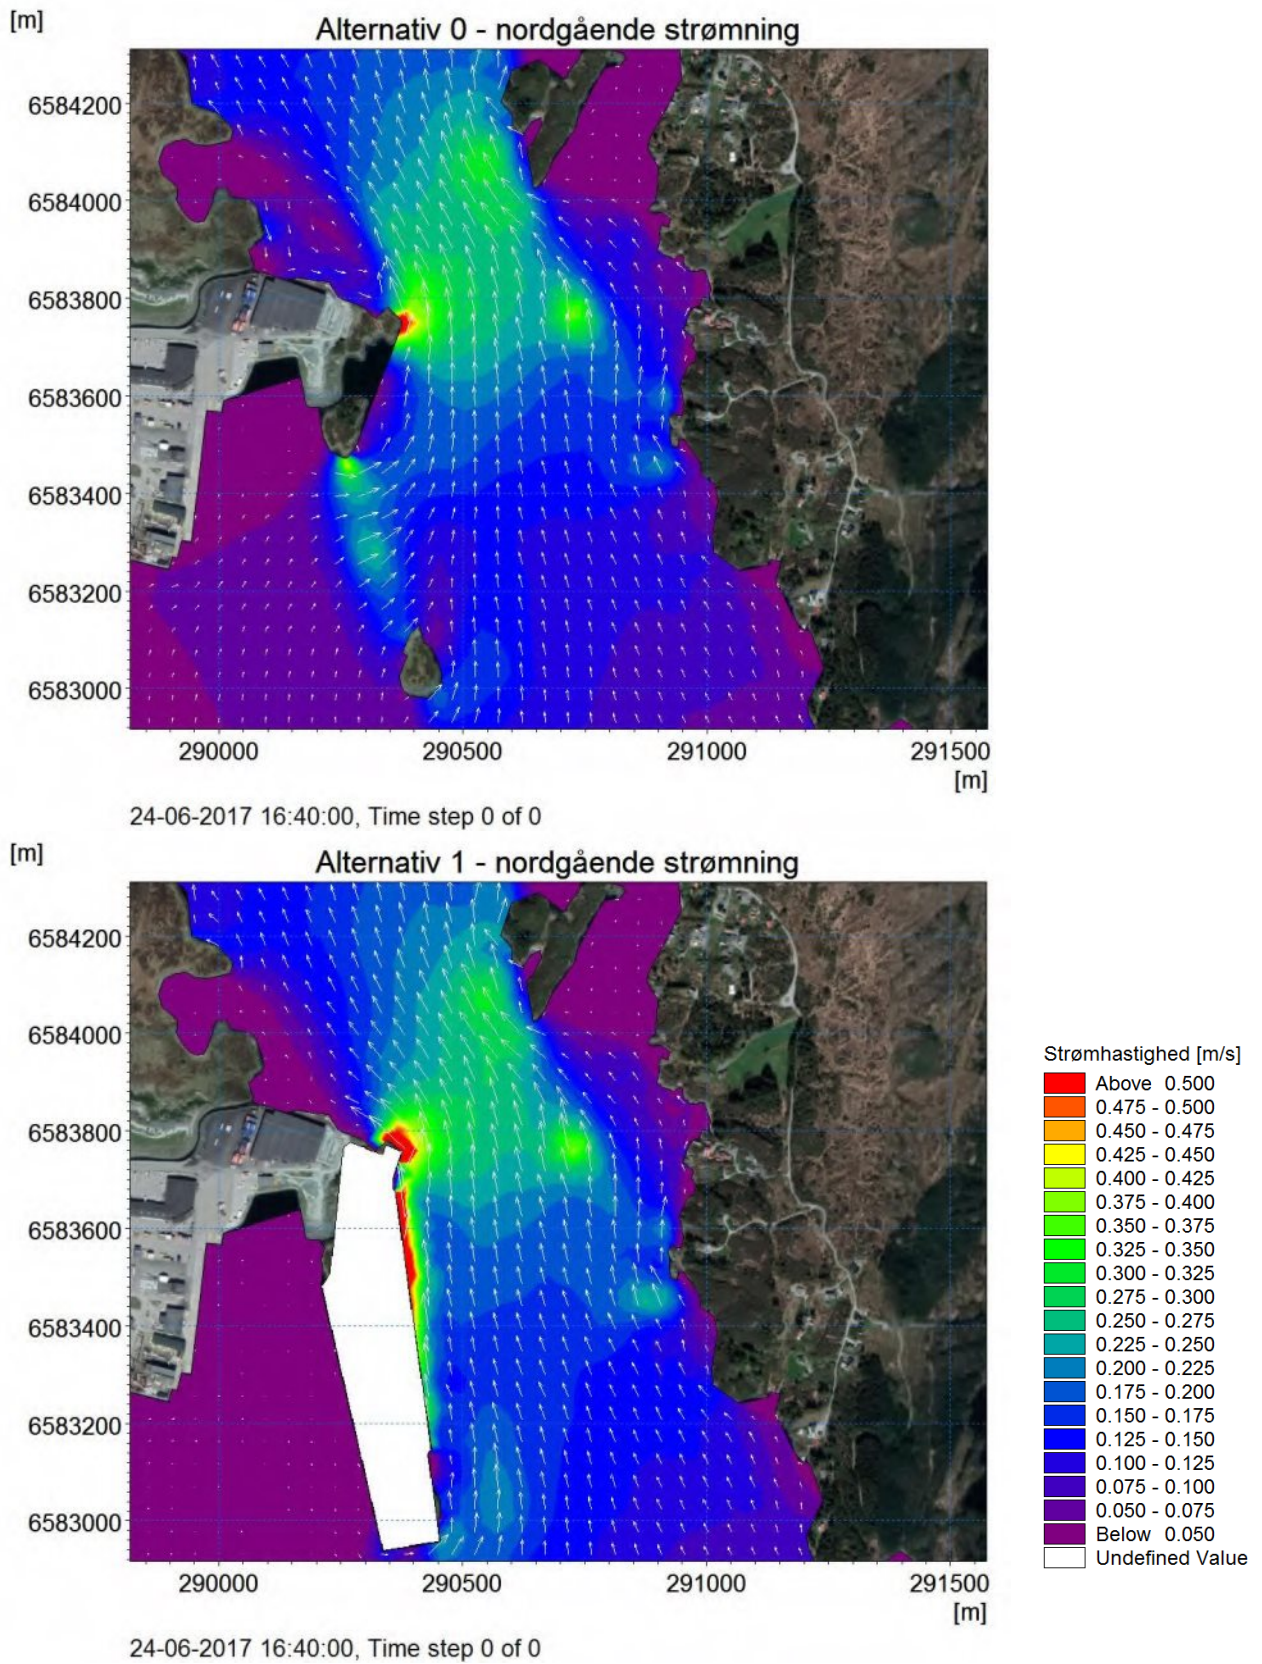 [m]
Alternativ 0 - nordgående strømning
6584200
6584000
6583800
6583600
6583400
6583200
6583000
290000 290500 291000 291500
[m]
24-06-2017 16:40:00, Time step 0 of 0
[m]
Alternativ 1 - nordgående strømning
6584200
6584000
6583800
6583600
6583400
6583200
6583000
290000 290500 291000 291500
[m]
24-06-2017 16:40:00, Time step 0 of 0
Strømhastighed [m/s]
Above 0.500
0.475 - 0.500
0.450 - 0.475
0.425 - 0.450
0.400 - 0.425
0.375 - 0.400
0.350 - 0.375
0.325 - 0.350
0.300 - 0.325
0.275 - 0.300
0.250 - 0.275
0.225 - 0.250
0.200 - 0.225
0.175 - 0.200
0.150 - 0.175
0.125 - 0.150
0.100 - 0.125
0.075 - 0.100
0.050 - 0.075
Below 0.050
Undefined Value